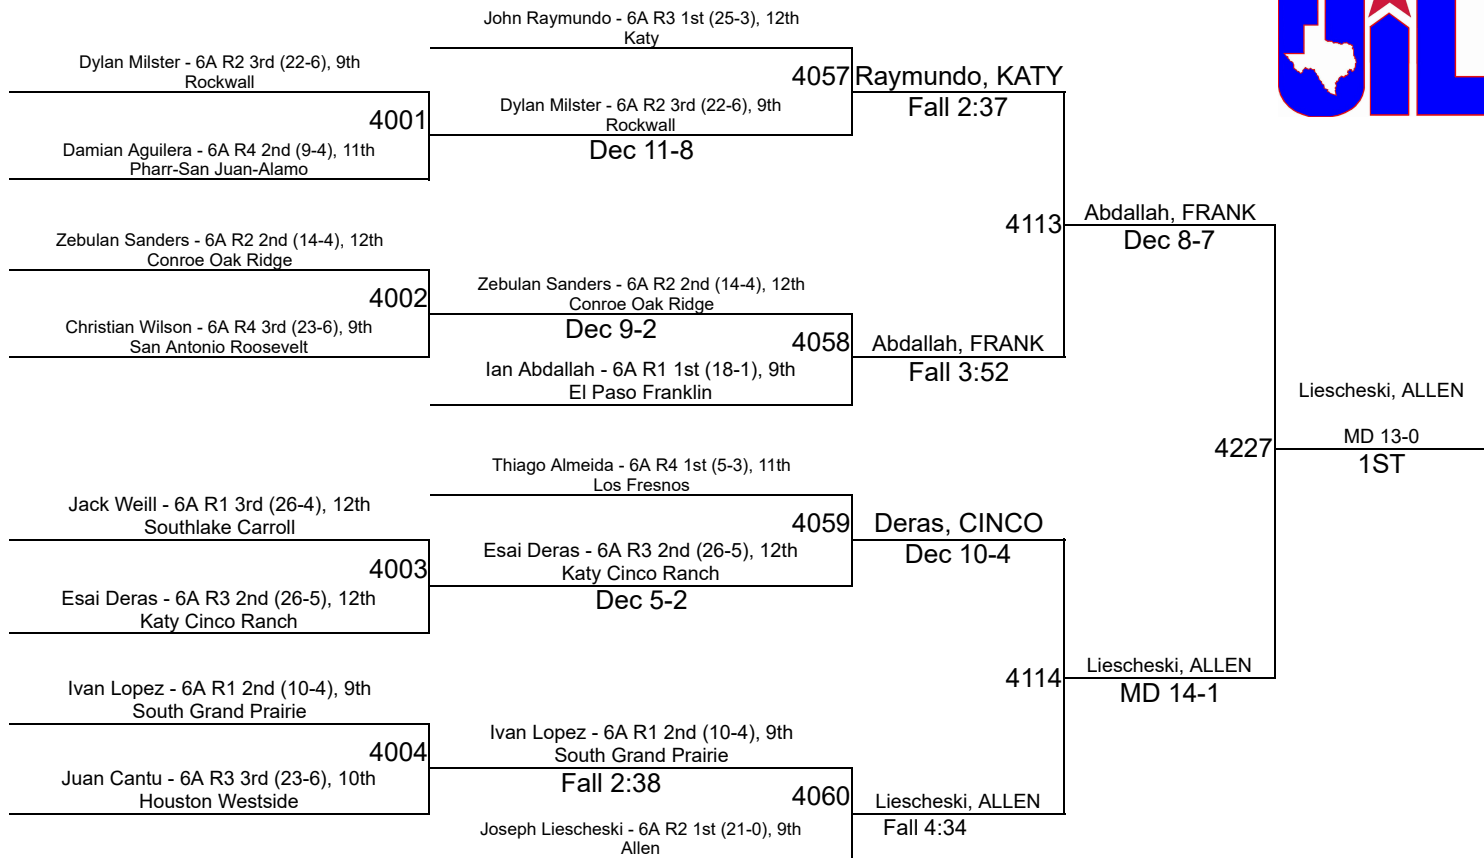 John Raymundo - 6A R3 1st (25-3), 12th
Katy
Dylan Milster - 6A R2 3rd (22-6), 9th
Rockwall
4057
Raymundo, KATY
Fall 2:37
Dylan Milster - 6A R2 3rd (22-6), 9th
Rockwall
4001
Dec 11-8
Damian Aguilera - 6A R4 2nd (9-4), 11th
Pharr-San Juan-Alamo
4113
Abdallah, FRANK
Dec 8-7
Zebulan Sanders - 6A R2 2nd (14-4), 12th
Conroe Oak Ridge
4002
Zebulan Sanders - 6A R2 2nd (14-4), 12th
Conroe Oak Ridge
Dec 9-2
Christian Wilson - 6A R4 3rd (23-6), 9th
San Antonio Roosevelt
4058
Abdallah, FRANK
Fall 3:52
Ian Abdallah - 6A R1 1st (18-1), 9th
El Paso Franklin
Liescheski, ALLEN
4227
MD 13-0
1ST
Thiago Almeida - 6A R4 1st (5-3), 11th
Los Fresnos
Jack Weill - 6A R1 3rd (26-4), 12th
Southlake Carroll
4059
Deras, CINCO
Dec 10-4
Esai Deras - 6A R3 2nd (26-5), 12th
Katy Cinco Ranch
4003
Dec 5-2
Esai Deras - 6A R3 2nd (26-5), 12th
Katy Cinco Ranch
4114
Liescheski, ALLEN
MD 14-1
Ivan Lopez - 6A R1 2nd (10-4), 9th
South Grand Prairie
4004
Ivan Lopez - 6A R1 2nd (10-4), 9th
South Grand Prairie
Fall 2:38
Juan Cantu - 6A R3 3rd (23-6), 10th
Houston Westside
4060
Liescheski, ALLEN
Fall 4:34
Joseph Liescheski - 6A R2 1st (21-0), 9th
Allen
UIL